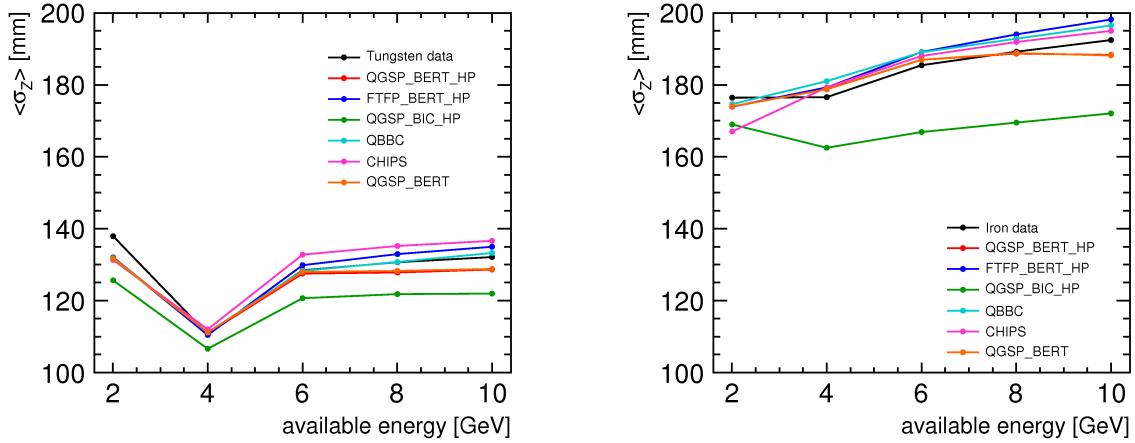 <σZ> [mm]
200
180
160
140
120
100
2 4 6 8 10
available energy [GeV]
Tungsten data
QGSP_BERT_HP
FTFP_BERT_HP
QGSP_BIC_HP
QBBC
CHIPS
QGSP_BERT
<σZ> [mm]
200
180
160
140
120
100
2 4 6 8 10
available energy [GeV]
Iron data
QGSP_BERT_HP
FTFP_BERT_HP
QGSP_BIC_HP
QBBC
CHIPS
QGSP_BERT